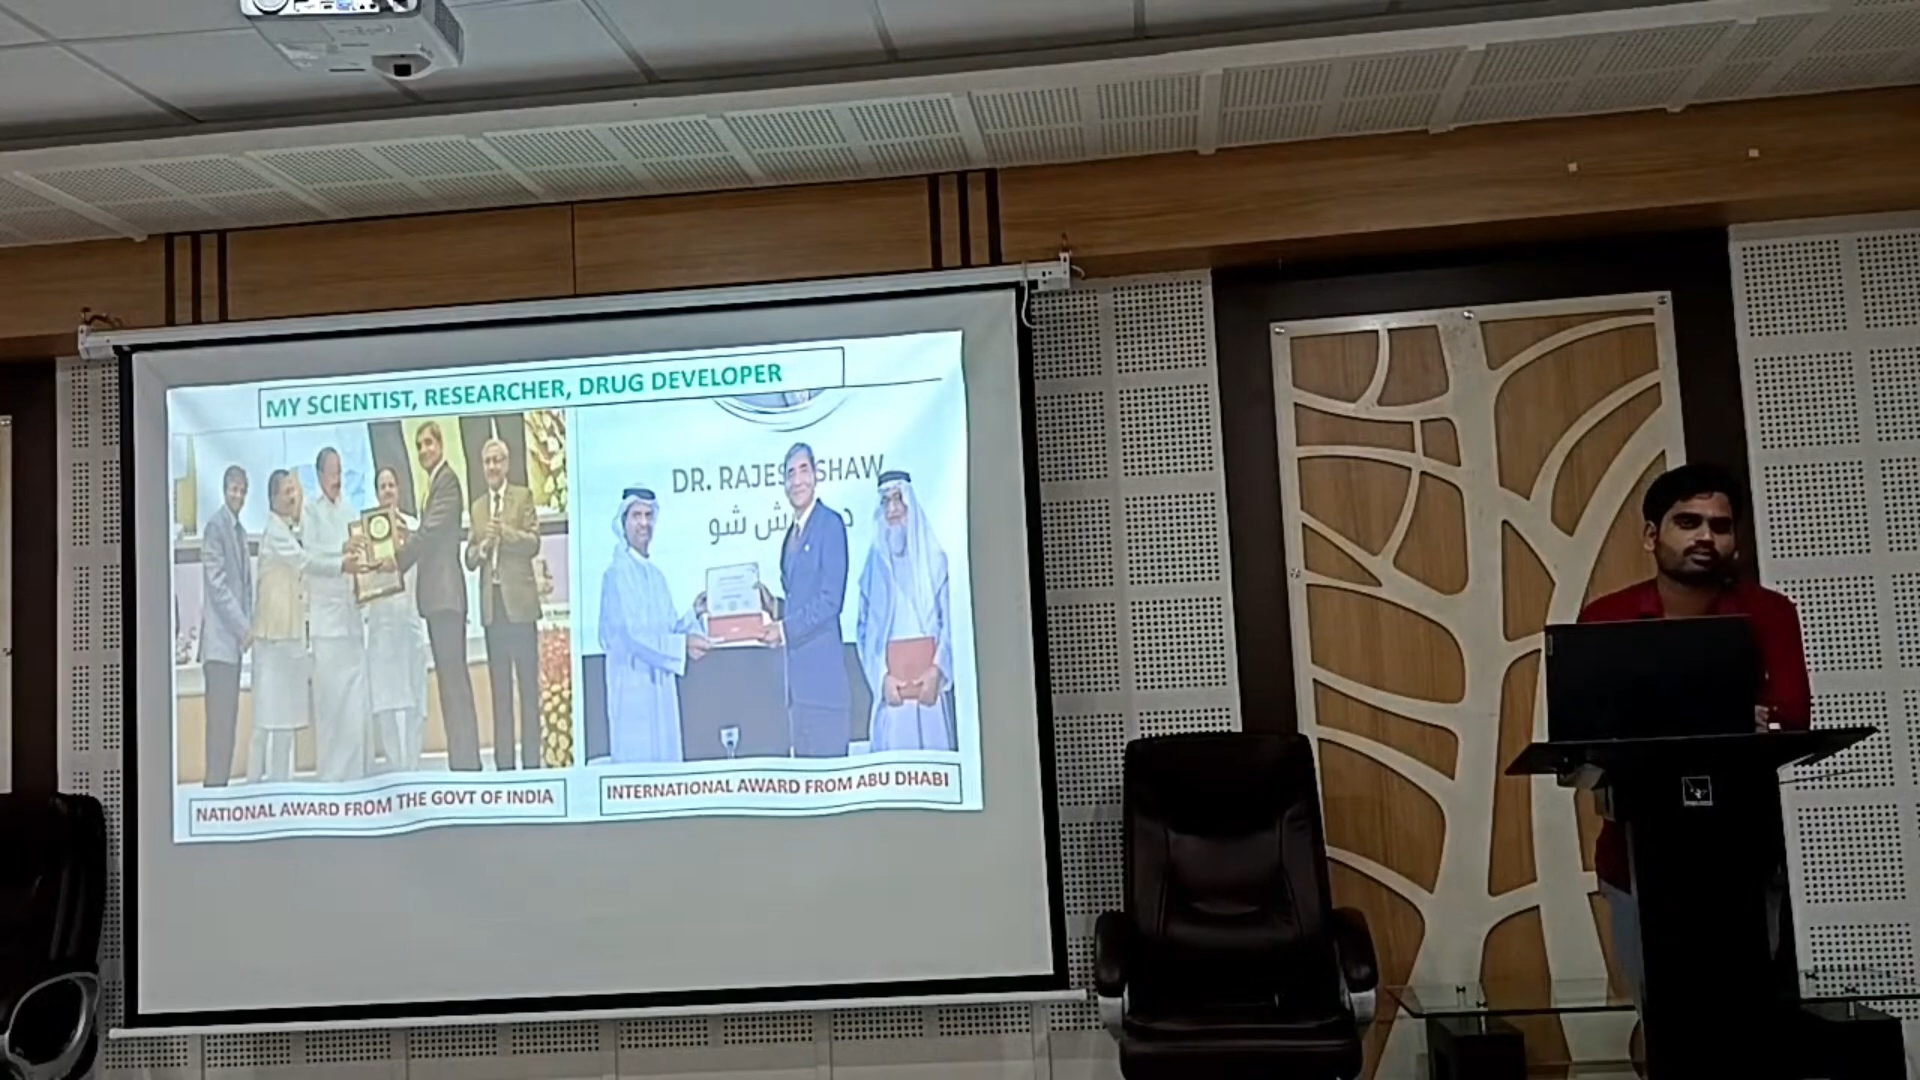 MY SCIENTIST, RESEARCHER, DRUG DEVELOPER
DR. RAJES SHAW
ش شو
NATIONAL AWARD FROM THE GOVT OF INDIA
INTERNATIONAL AWARD FROM ABU DHABI